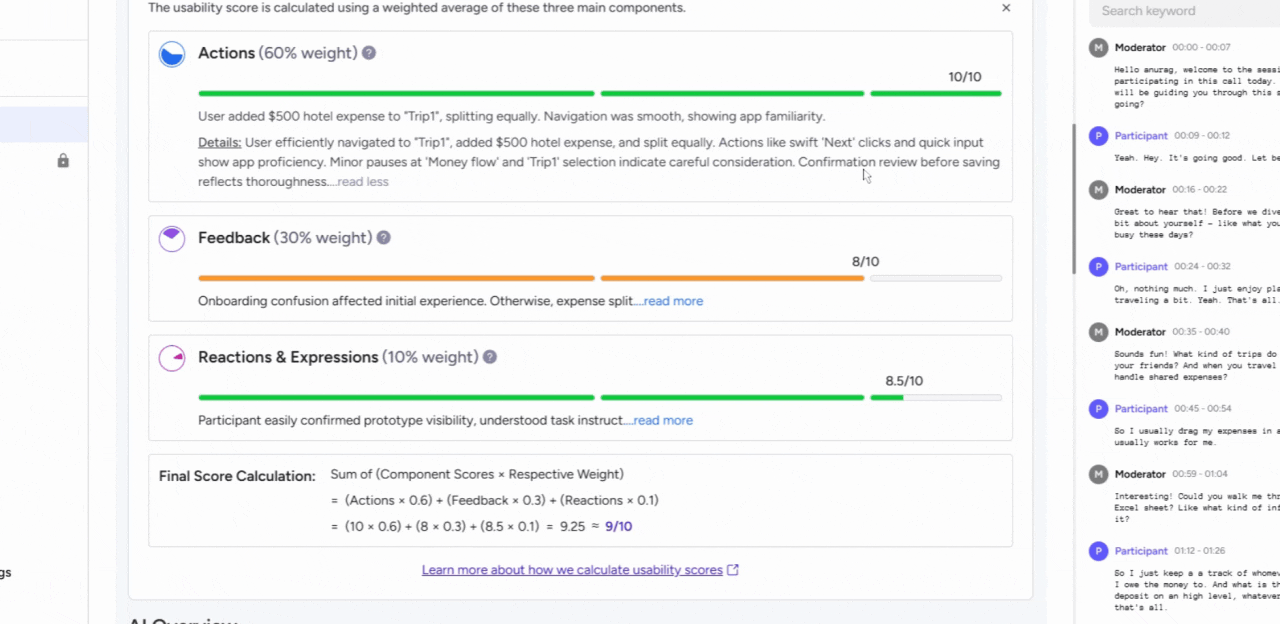 The usability score is calculated using a weighted average of these three main components.
Actions (60% weight)
10/10
User added $500 hotel expense to "Trip1", splitting equally. Navigation was smooth, showing app familiarity.
Details: User efficiently navigated to "Trip1", added $500 hotel expense, and split equally. Actions like swift 'Next' clicks and quick input
show app proficiency. Minor pauses at 'Money flow' and 'Trip1' selection indicate careful consideration. Confirmation review before saving
reflects thoroughness....read less
Feedback (30% weight)
8/10
Onboarding confusion affected initial experience. Otherwise, expense split....read more
Reactions & Expressions (10% weight)
8.5/10
Participant easily confirmed prototype visibility, understood task instruct....read more
Final Score Calculation:
Sum of (Component Scores × Respective Weight)
= (Actions × 0.6) + (Feedback × 0.3) + (Reactions × 0.1)
= (10 × 0.6) + (8 × 0.3) + (8.5 × 0.1) = 9.25 ≈ 9/10
Learn more about how we calculate usability scores
AI Overview
gs
Search keyword
M Moderator 00:00 - 00:07
Hello anurag, welcome to the sessi
participating in this call today.
will be guiding you through this s
going?
P Participant 00:09 - 00:12
Yeah. Hey. It's going good. Let be
M Moderator 00:16 - 00:22
Great to hear that! Before we dive
bit about yourself – like what you
busy these days?
P Participant 00:24 - 00:32
Oh, nothing much. I just enjoy pla
traveling a bit. Yeah. That's all.
M Moderator 00:35 - 00:40
Sounds fun! What kind of trips do
your friends? And when you travel
handle shared expenses?
P Participant 00:45 - 00:54
So I usually drag my expenses in a
usually works for me.
M Moderator 00:59 - 01:04
Interesting! Could you walk me thr
Excel sheet? Like what kind of inf
it?
P Participant 01:12 - 01:26
So I just keep a a track of whomev
I owe the money to. And what is th
deposit on an high level, whatever
that's all.